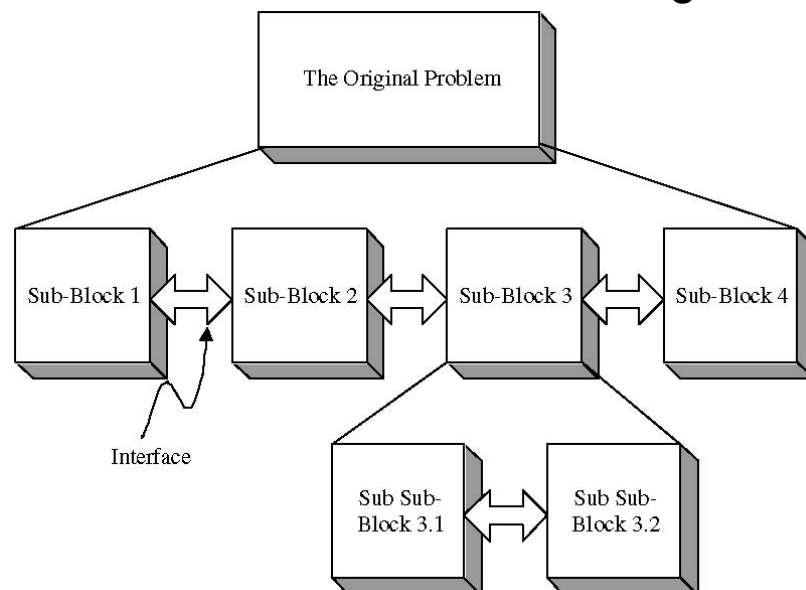 The Original Problem
Sub-Block 1
Sub-Block 2
Sub-Block 3
Sub-Block 4
Interface
Sub Sub-
Block 3.1
Sub Sub-
Block 3.2